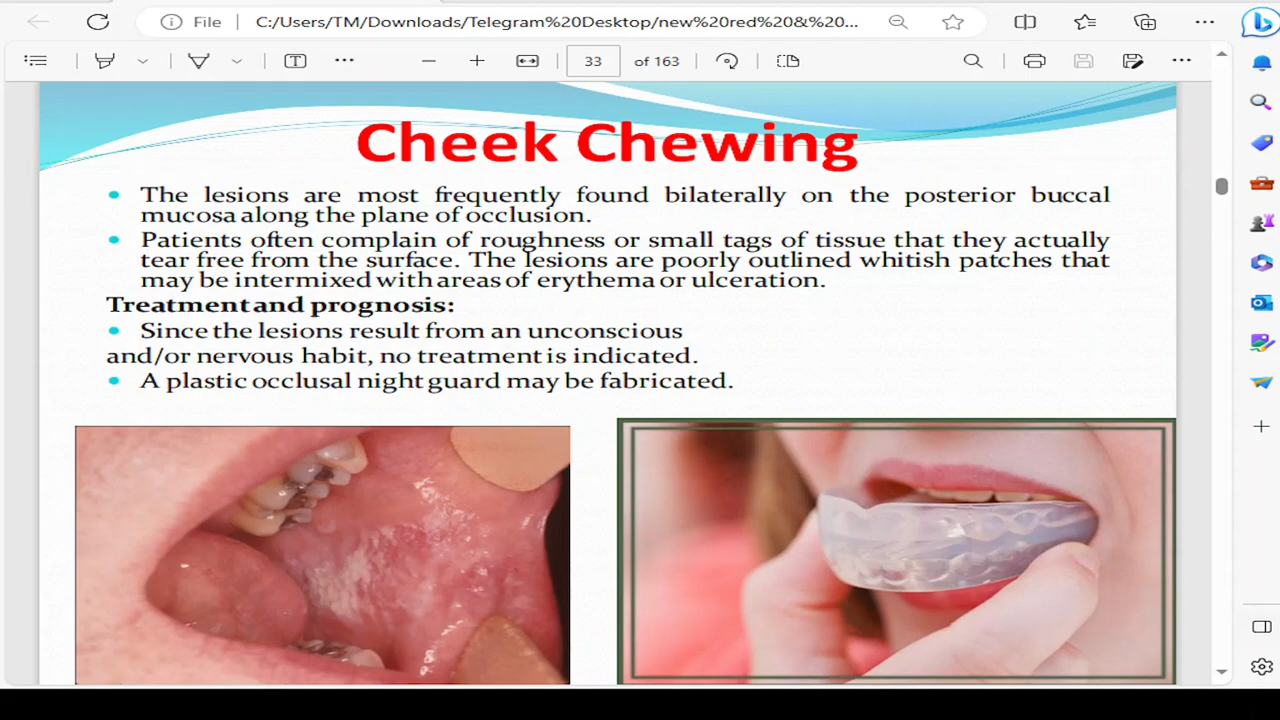 File
C:/Users/TM/Downloads/Telegram%20Desktop/new%20red%20&%20...
33 of 163
Cheek Chewing
• The lesions are most frequently found bilaterally on the posterior buccal
mucosa along the plane of occlusion.
• Patients often complain of roughness or small tags of tissue that they actually
tear free from the surface. The lesions are poorly outlined whitish patches that
may be intermixed with areas of erythema or ulceration.
Treatment and prognosis:
• Since the lesions result from an unconscious
and/or nervous habit, no treatment is indicated.
• A plastic occlusal night guard may be fabricated.